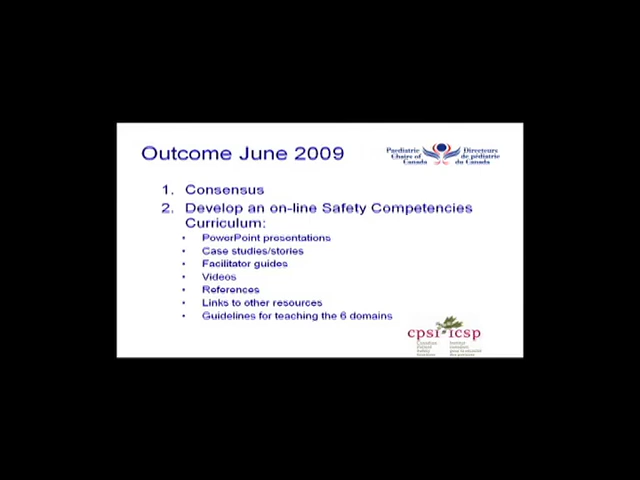 Outcome June 2009
Paediatric Chairs of Canada
Directeurs de pédiatrie du Canada
1. Consensus
2. Develop an on-line Safety Competencies
Curriculum:
• PowerPoint presentations
• Case studies/stories
• Facilitator guides
• Videos
• References
• Links to other resources
• Guidelines for teaching the 6 domains
cpsi icsp